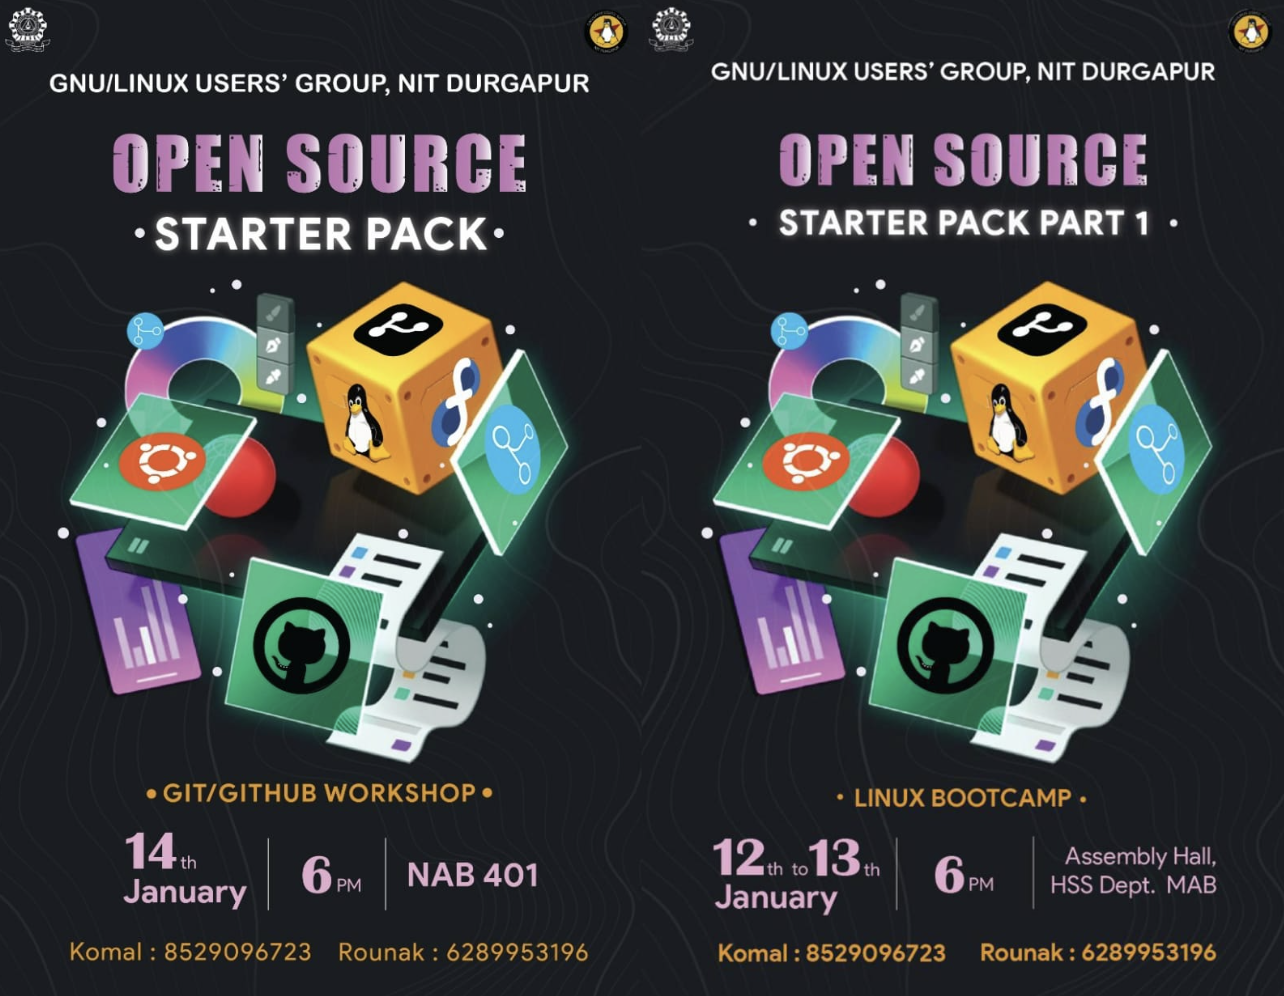 GNU/LINUX USERS' GROUP, NIT DURGAPUR
OPEN SOURCE
• STARTER PACK •
• GIT/GITHUB WORKSHOP •
14th
January
6 PM
NAB 401
Komal : 8529096723 Rounak : 6289953196
GNU/LINUX USERS' GROUP, NIT DURGAPUR
OPEN SOURCE
• STARTER PACK PART 1 •
• LINUX BOOTCAMP •
12th to 13th
January
6 PM
Assembly Hall,
HSS Dept. MAB
Komal : 8529096723 Rounak : 6289953196